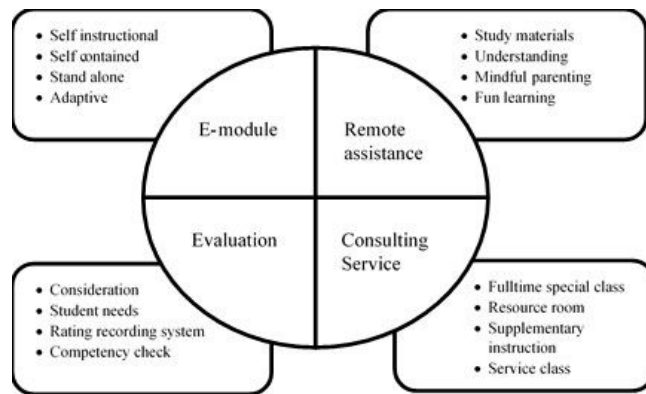 • Self instructional
• Self contained
• Stand alone
• Adaptive
• Study materials
• Understanding
• Mindful parenting
• Fun learning
E-module
Remote
assistance
Evaluation
Consulting
Service
• Consideration
• Student needs
• Rating recording system
• Competency check
• Fulltime special class
• Resource room
• Supplementary
instruction
• Service class